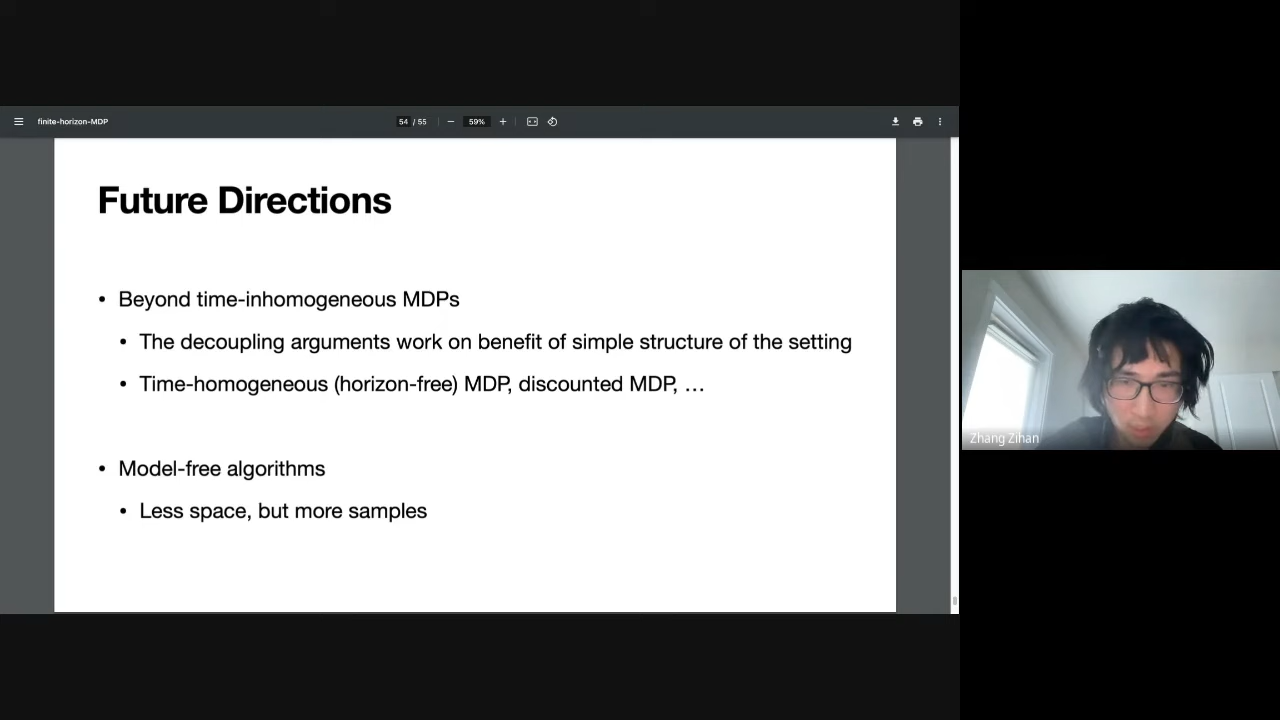 finite-horizon-MDP
54 / 55
59%
Future Directions
• Beyond time-inhomogeneous MDPs
• The decoupling arguments work on benefit of simple structure of the setting
• Time-homogeneous (horizon-free) MDP, discounted MDP, …
• Model-free algorithms
• Less space, but more samples
Zhang Zihan